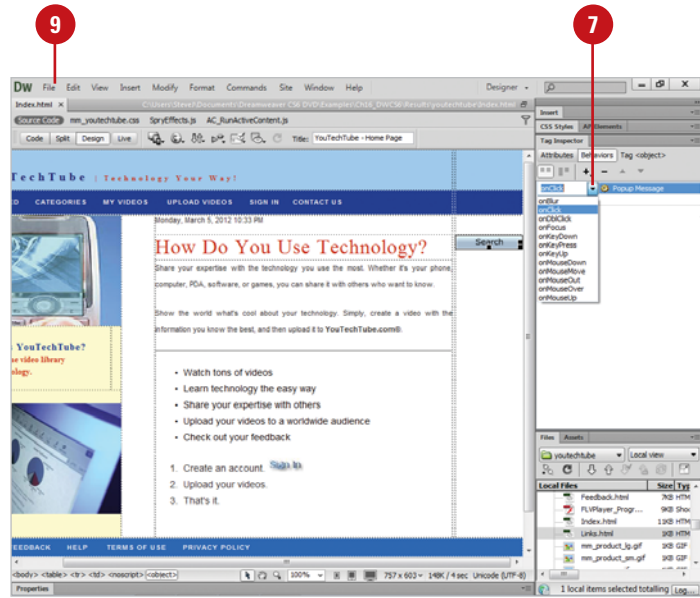 9
7
DW File Edit View Insert Modify Format Commands Site Window Help Designer
Index.html
Insert
CSS Styles AP Elements
Source Code mm_youtechtube.css SpryEffects.js AC_RunActiveContent.js
Tag Inspector
Code Split Design Live Title: YouTechTube - Home Page
Attributes Behaviors Tag <object>
TechTube | Technology Your Way!
onClick Popup Message
CATEGORIES MY VIDEOS UPLOAD VIDEOS SIGN IN CONTACT US
onBlur
onClick
onDblClick
onFocus
onKeyDown
onKeyPress
onKeyUp
onMouseDown
onMouseMove
onMouseOut
onMouseOver
onMouseUp
Monday, March 5, 2012 10:33 PM
How Do You Use Technology?
Search
Share your expertise with the technology you use the most. Whether it's your phone,
computer, PDA, software, or games, you can share it with others who want to know.
Show the world what's cool about your technology. Simply, create a video with the
information you know the best, and then upload it to YouTechTube.com®.
YouTechTube?
video library
• Watch tons of videos
• Learn technology the easy way
• Share your expertise with others
• Upload your videos to a worldwide audience
• Check out your feedback
1. Create an account. Sign In
2. Upload your videos.
3. That's it.
FEEDBACK HELP TERMS OF USE PRIVACY POLICY
Files Assets
youtechtube Local view
Local Files Size
Feedback.html 7KB HTM
FLVPlayer_Progr... 9KB Shoc
Index.html 11KB HTM
Links.html 1KB HTM
mm_product_lg.gif 1KB GIF
mm_product_sm.gif 1KB GIF
<body> <table> <tr> <td> <noscript> <object> 100% 757 x 603 148K / 4 sec Unicode (UTF-8)
Properties
1 local items selected totalling Log...